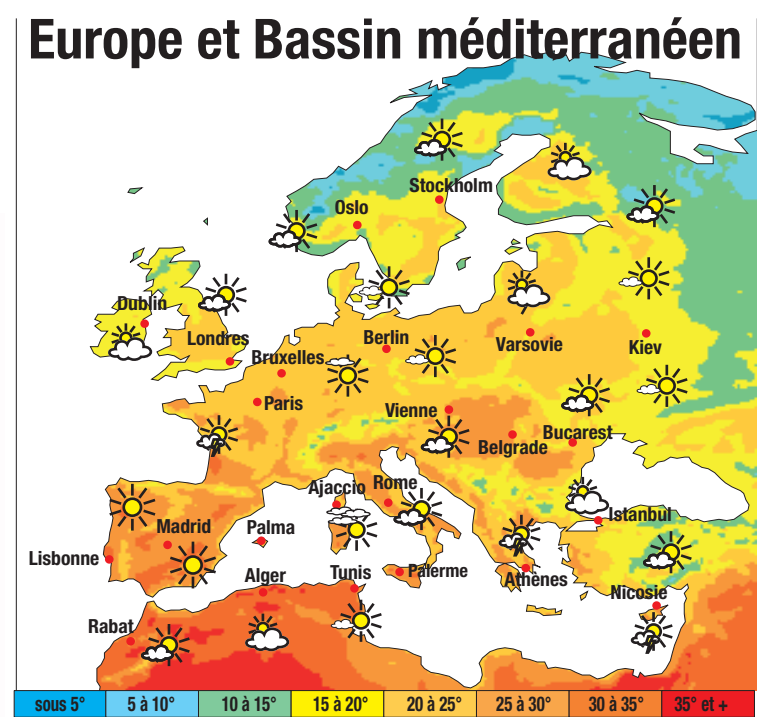 Europe et Bassin méditerranéen
Stockholm
Oslo
Dublin
Londres
Berlin
Varsovie
Kiev
Bruxelles
Paris
Vienne
Bucarest
Belgrade
Ajaccio
Rome
Istanbul
Madrid
Palma
Lisbonne
Alger
Tunis
Palerme
Athènes
Nicosie
Rabat
sous 5° 5 à 10° 10 à 15° 15 à 20° 20 à 25° 25 à 30° 30 à 35° 35° et +